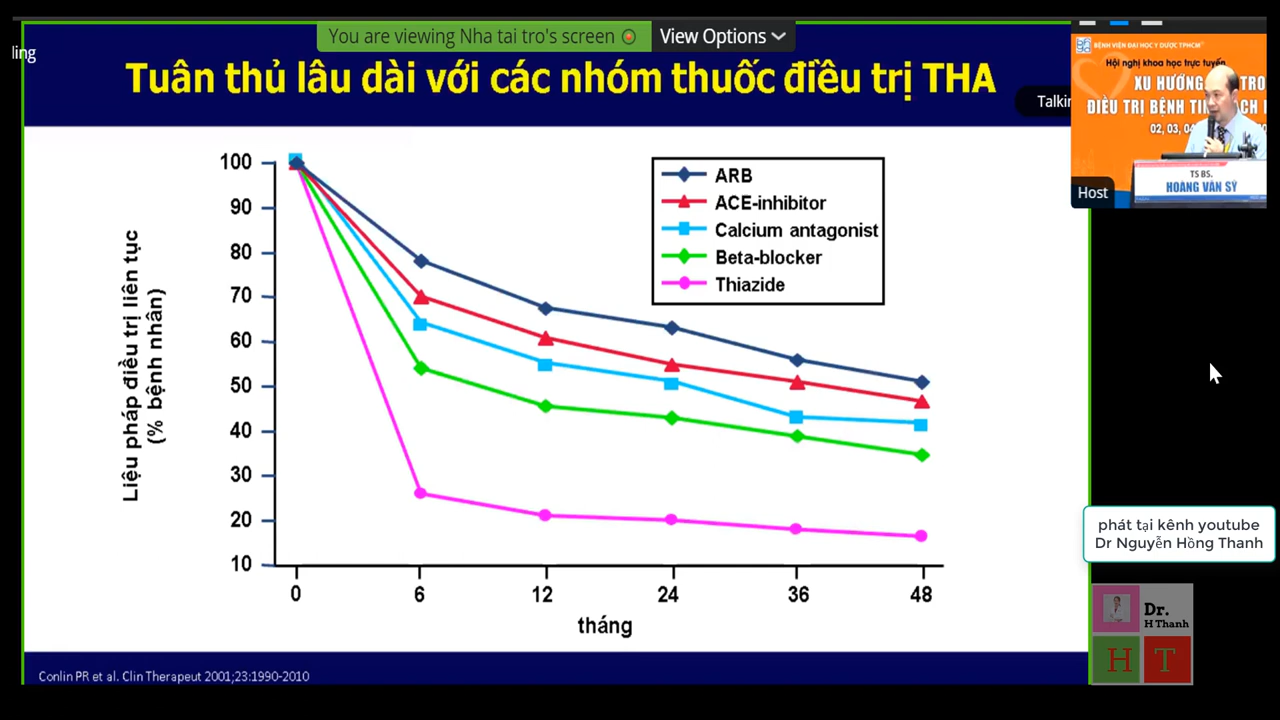 You are viewing Nha tai tro's screen
View Options
ling
Tuân thủ lâu dài với các nhóm thuốc điều trị THA
Talkin
BỆNH VIỆN ĐẠI HỌC Y DƯỢC TPHCM
Hội nghị khoa học trực tuyến
XU HƯỚNG TRO
ĐIỀU TRỊ BỆNH TI ẠCH
02, 03, 04
TS BS.
HOÀNG VĂN SỸ
Host
Liệu pháp điều trị liên tục
(% bệnh nhân)
100
90
80
70
60
50
40
30
20
10
ARB
ACE-inhibitor
Calcium antagonist
Beta-blocker
Thiazide
0 6 12 24 36 48
tháng
phát tại kênh youtube
Dr Nguyễn Hồng Thanh
Dr.
H Thanh
H T
Conlin PR et al. Clin Therapeut 2001;23:1990-2010